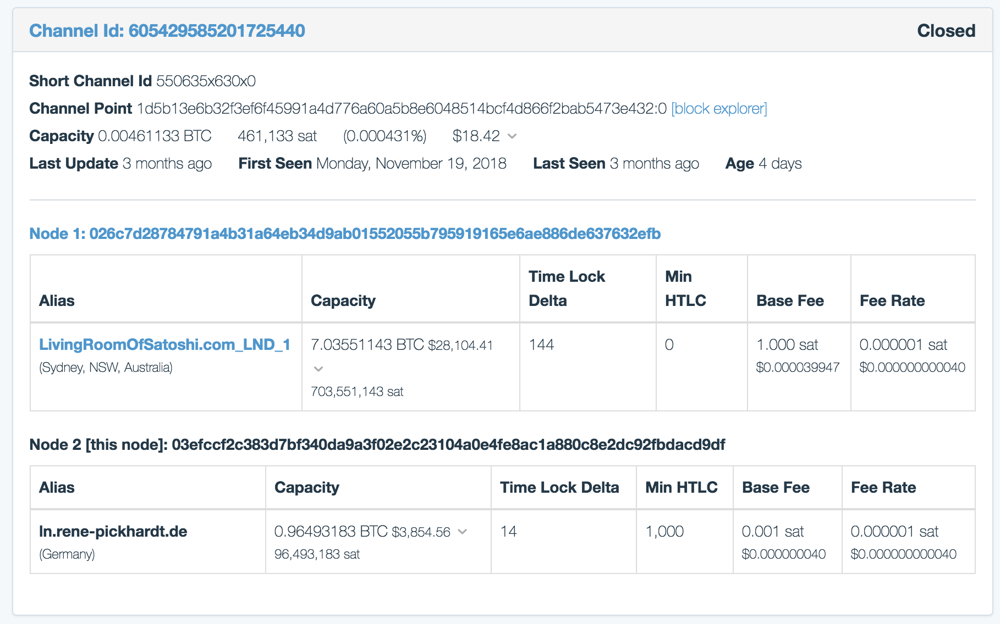 Channel Id: 605429585201725440 Closed
Short Channel Id 550635x630x0
Channel Point 1d5b13e6b32f3ef6f45991a4d776a60a5b8e6048514bcf4d866f2bab5473e432:0 [block explorer]
Capacity 0.00461133 BTC 461,133 sat (0.000431%) $18.42
Last Update 3 months ago First Seen Monday, November 19, 2018 Last Seen 3 months ago Age 4 days
Node 1: 026c7d28784791a4b31a64eb34d9ab01552055b795919165e6ae886de637632efb
Time Lock Min
Alias Capacity Delta HTLC Base Fee Fee Rate
LivingRoomOfSatoshi.com_LND_1 7.03551143 BTC $28,104.41 144 0 1.000 sat 0.000001 sat
(Sydney, NSW, Australia) $0.000039947 $0.000000000040
703,551,143 sat
Node 2 [this node]: 03efccf2c383d7bf340da9a3f02e2c23104a0e4fe8ac1a880c8e2dc92fbdacd9df
Alias Capacity Time Lock Delta Min HTLC Base Fee Fee Rate
ln.rene-pickhardt.de 0.96493183 BTC $3,854.56 14 1,000 0.001 sat 0.000001 sat
(Germany) 96,493,183 sat $0.000000040 $0.000000000040